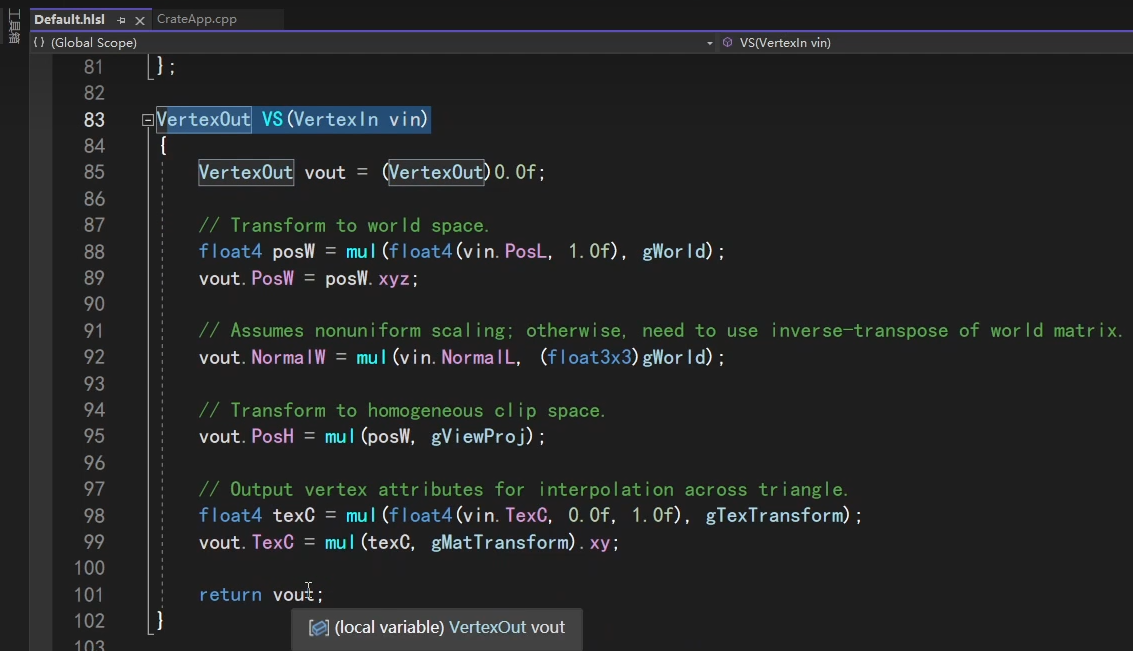 工具箱
Default.hlsl CrateApp.cpp
{} (Global Scope) VS(VertexIn vin)
81 };
82
83 VertexOut VS(VertexIn vin)
84 {
85 VertexOut vout = (VertexOut)0.0f;
86
87 // Transform to world space.
88 float4 posW = mul(float4(vin.PosL, 1.0f), gWorld);
89 vout.PosW = posW.xyz;
90
91 // Assumes nonuniform scaling; otherwise, need to use inverse-transpose of world matrix.
92 vout.NormalW = mul(vin.NormalL, (float3x3)gWorld);
93
94 // Transform to homogeneous clip space.
95 vout.PosH = mul(posW, gViewProj);
96
97 // Output vertex attributes for interpolation across triangle.
98 float4 texC = mul(float4(vin.TexC, 0.0f, 1.0f), gTexTransform);
99 vout.TexC = mul(texC, gMatTransform).xy;
100
101 return vout;
102 }
(local variable) VertexOut vout
103